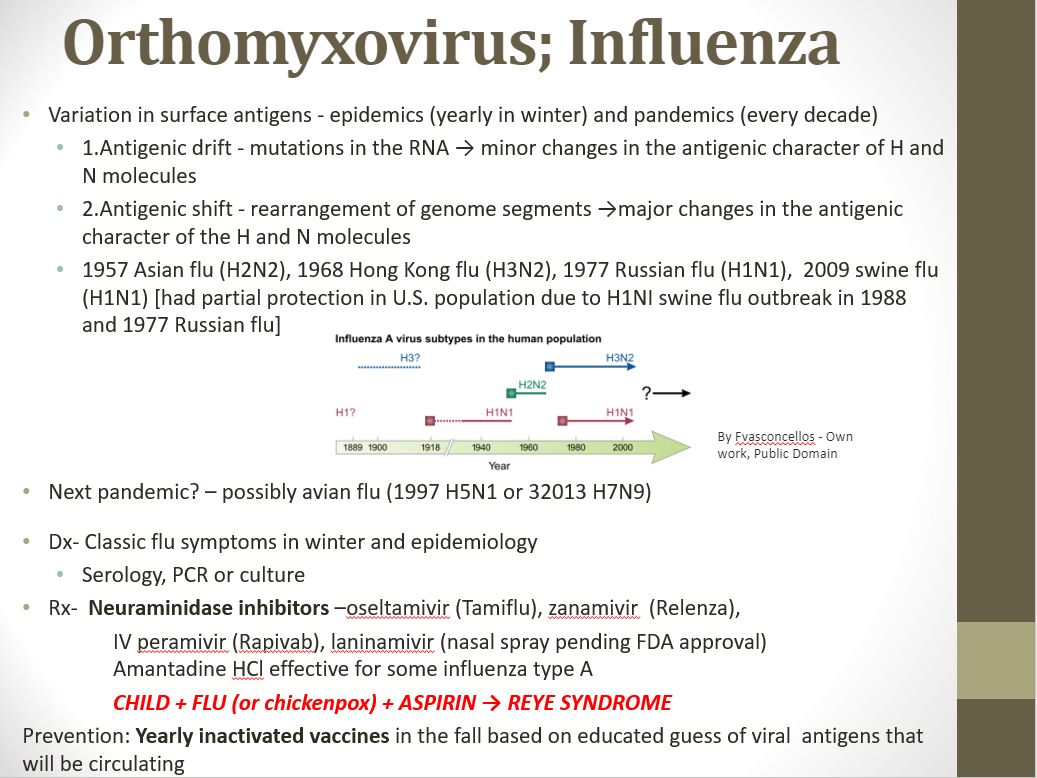 Orthomyxovirus; Influenza
• Variation in surface antigens - epidemics (yearly in winter) and pandemics (every decade)
• 1.Antigenic drift - mutations in the RNA → minor changes in the antigenic character of H and
N molecules
• 2.Antigenic shift - rearrangement of genome segments →major changes in the antigenic
character of the H and N molecules
• 1957 Asian flu (H2N2), 1968 Hong Kong flu (H3N2), 1977 Russian flu (H1N1), 2009 swine flu
(H1N1) [had partial protection in U.S. population due to H1NI swine flu outbreak in 1988
and 1977 Russian flu]
Influenza A virus subtypes in the human population
H3? H3N2
H2N2
?
H1? H1N1 H1N1
1889 1900 1918 1940 1960 1980 2000
Year
By Fvasconcellos - Own
work, Public Domain
• Next pandemic? – possibly avian flu (1997 H5N1 or 32013 H7N9)
• Dx- Classic flu symptoms in winter and epidemiology
• Serology, PCR or culture
• Rx- Neuraminidase inhibitors –oseltamivir (Tamiflu), zanamivir (Relenza),
IV peramivir (Rapivab), laninamivir (nasal spray pending FDA approval)
Amantadine HCl effective for some influenza type A
CHILD + FLU (or chickenpox) + ASPIRIN → REYE SYNDROME
Prevention: Yearly inactivated vaccines in the fall based on educated guess of viral antigens that
will be circulating